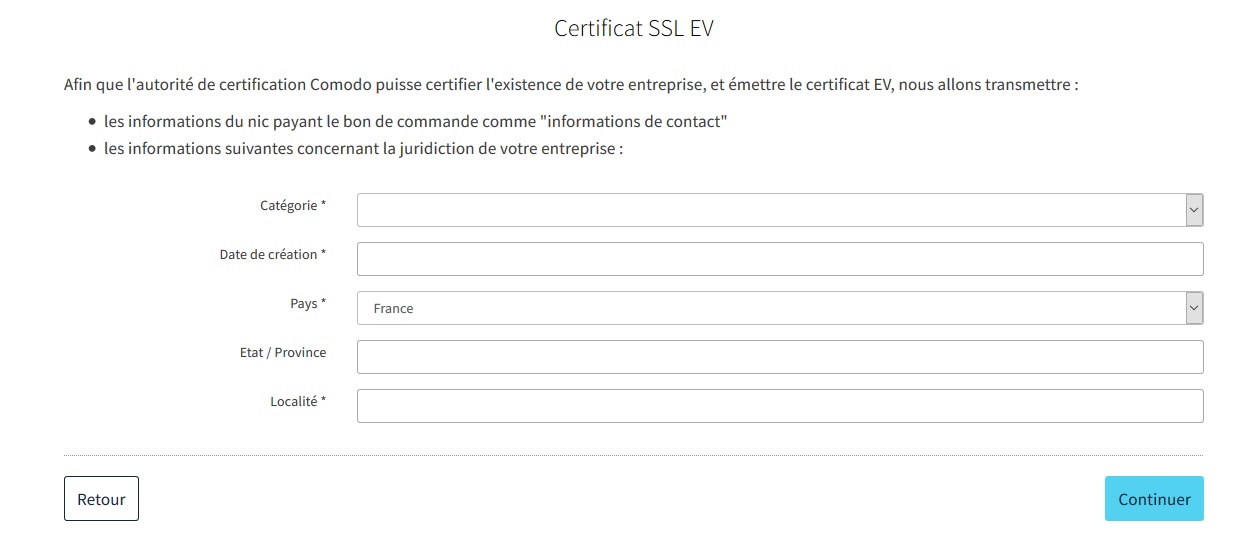 Certificat SSL EV
Afin que l'autorité de certification Comodo puisse certifier l'existence de votre entreprise, et émettre le certificat EV, nous allons transmettre :
• les informations du nic payant le bon de commande comme "informations de contact"
• les informations suivantes concernant la juridiction de votre entreprise :
Catégorie *
Date de création *
Pays * France
Etat / Province
Localité *
Retour Continuer